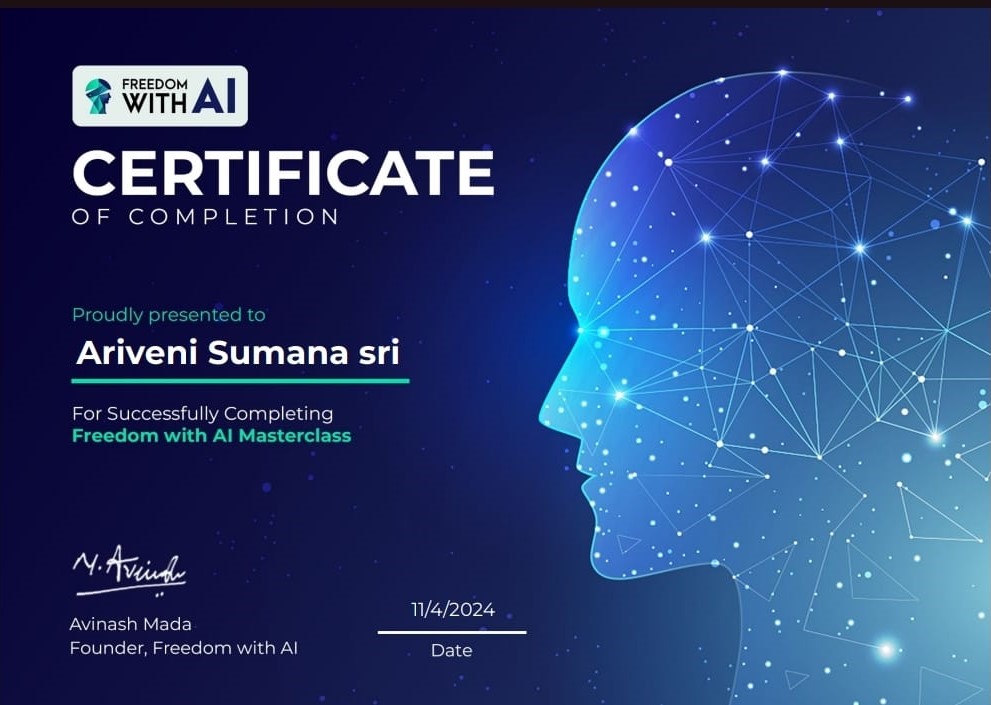 FREEDOM
WITH AI
CERTIFICATE
OF COMPLETION
Proudly presented to
Ariveni Sumana sri
For Successfully Completing
Freedom with AI Masterclass
M. Avinash
Avinash Mada
Founder, Freedom with AI
11/4/2024
Date